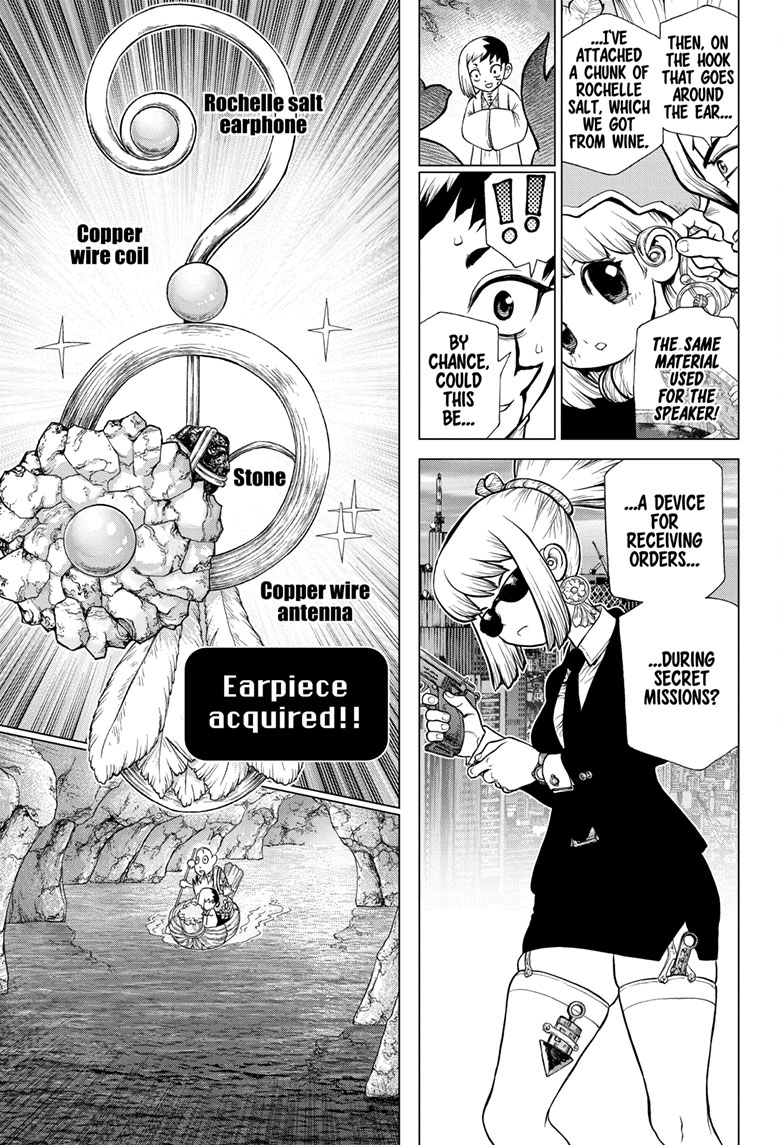 THEN, ON
THE HOOK
THAT GOES
AROUND
THE EAR...
...I'VE
ATTACHED
A CHUNK OF
ROCHELLE
SALT, WHICH
WE GOT
FROM WINE.
THE SAME
MATERIAL
USED
FOR THE
SPEAKER!
!!
BY
CHANCE,
COULD
THIS
BE...
...A DEVICE
FOR
RECEIVING
ORDERS...
...DURING
SECRET
MISSIONS?
Rochelle salt
earphone
Copper
wire coil
Stone
Copper wire
antenna
Earpiece
acquired!!